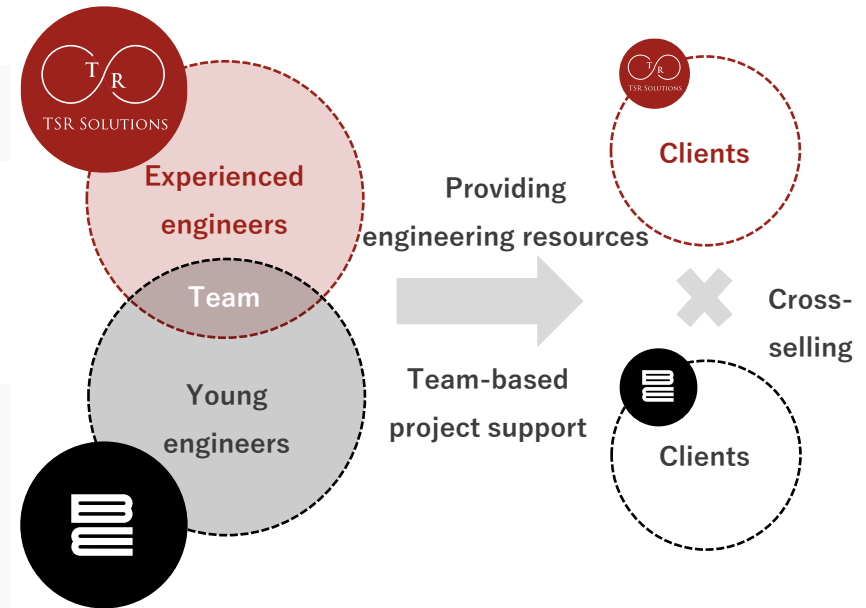 T R
TSR SOLUTIONS
Experienced
engineers
Team
Young
engineers
Providing
engineering resources
Team-based
project support
T R
TSR SOLUTIONS
Clients
Cross-
selling
Clients